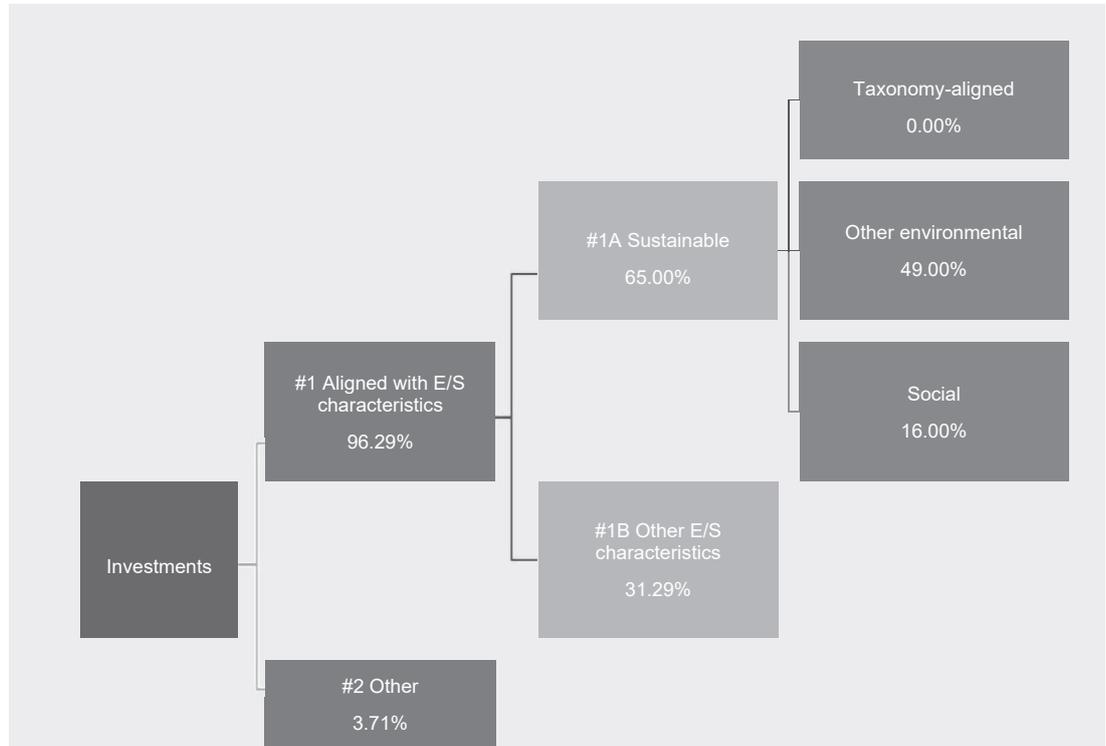 Taxonomy-aligned
0.00%
#1A Sustainable
65.00%
Other environmental
49.00%
#1 Aligned with E/S
characteristics
96.29%
Social
16.00%
Investments
#1B Other E/S
characteristics
31.29%
#2 Other
3.71%